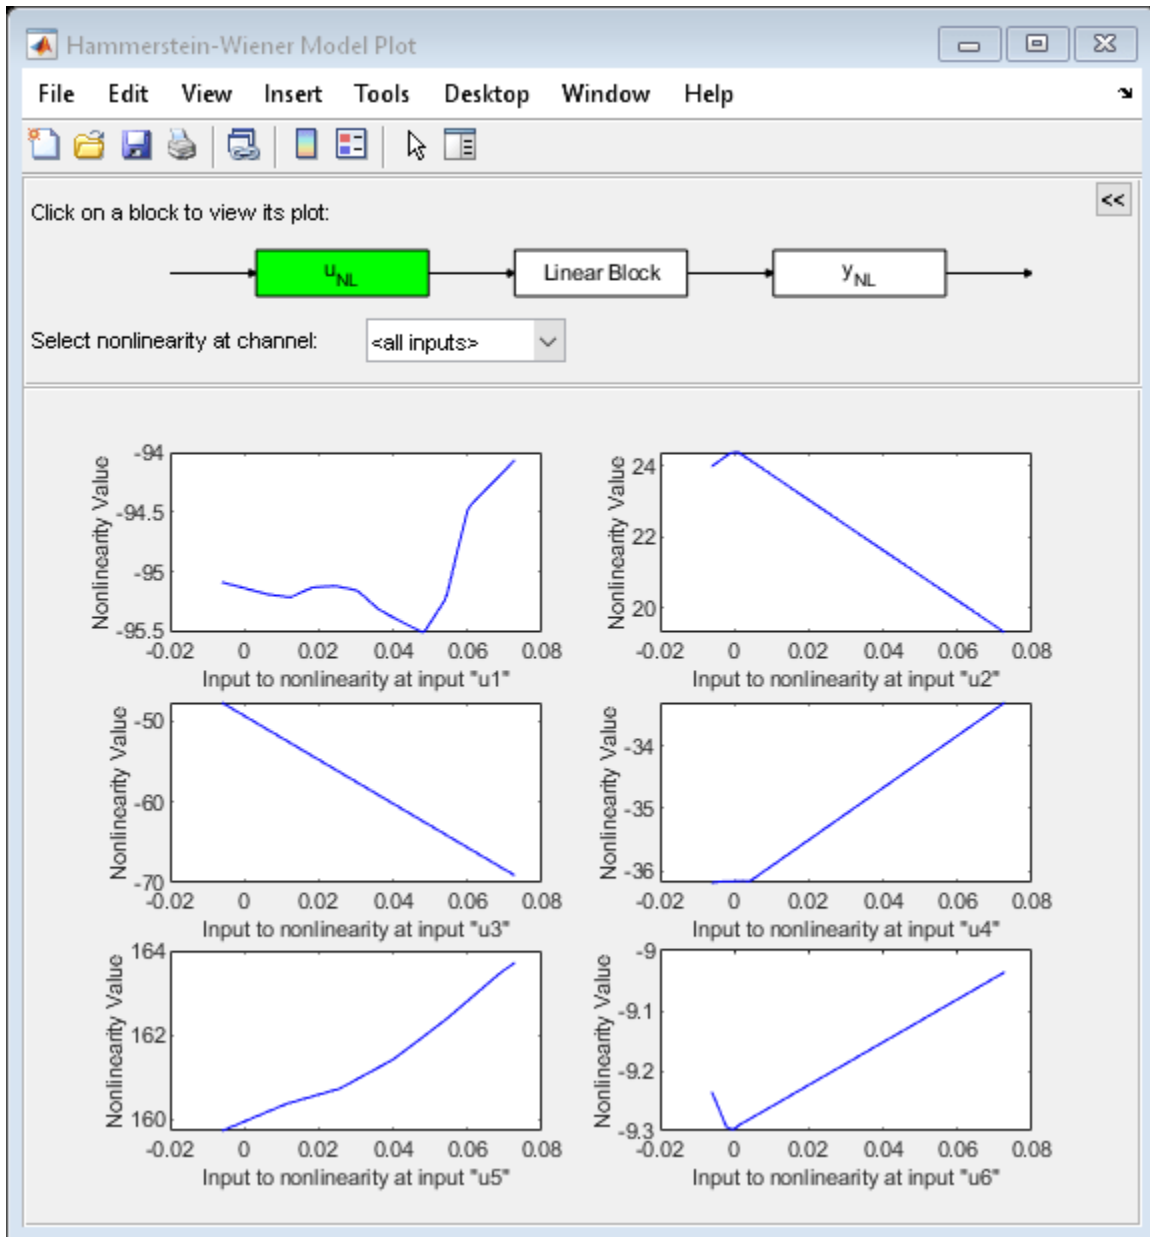 Hammerstein-Wiener Model Plot
File Edit View Insert Tools Desktop Window Help
Click on a block to view its plot:
<<
uNL
Linear Block
yNL
Select nonlinearity at channel: <all inputs>
Nonlinearity Value
-94
-94.5
-95
-95.5
-0.02 0 0.02 0.04 0.06 0.08
Input to nonlinearity at input "u1"
Nonlinearity Value
24
22
20
-0.02 0 0.02 0.04 0.06 0.08
Input to nonlinearity at input "u2"
Nonlinearity Value
-50
-60
-70
-0.02 0 0.02 0.04 0.06 0.08
Input to nonlinearity at input "u3"
Nonlinearity Value
-34
-35
-36
-0.02 0 0.02 0.04 0.06 0.08
Input to nonlinearity at input "u4"
Nonlinearity Value
164
162
160
-0.02 0 0.02 0.04 0.06 0.08
Input to nonlinearity at input "u5"
Nonlinearity Value
-9
-9.1
-9.2
-9.3
-0.02 0 0.02 0.04 0.06 0.08
Input to nonlinearity at input "u6"